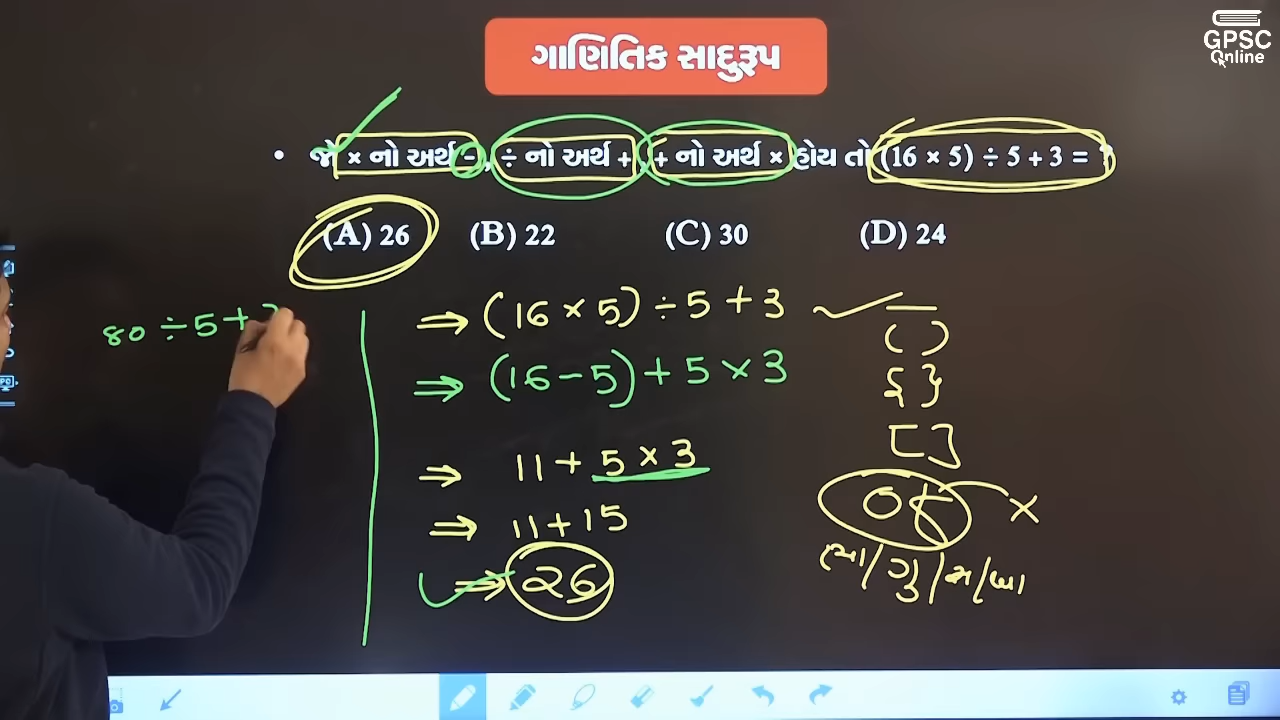 GPSC
Online
ગાણિતિક સાદુરૂપ
• જો × નો અર્થ -, ÷ નો અર્થ + , + નો અર્થ × હોય તો (16 × 5) ÷ 5 + 3 = ?
(A) 26 (B) 22 (C) 30 (D) 24
80 ÷ 5 + 3
⇒ (16 × 5) ÷ 5 + 3
⇒ (16 - 5) + 5 × 3
⇒ 11 + 5 × 3
⇒ 11 + 15
⇒ 26
( )
{ }
[ ]
×
ભા/ગુ/